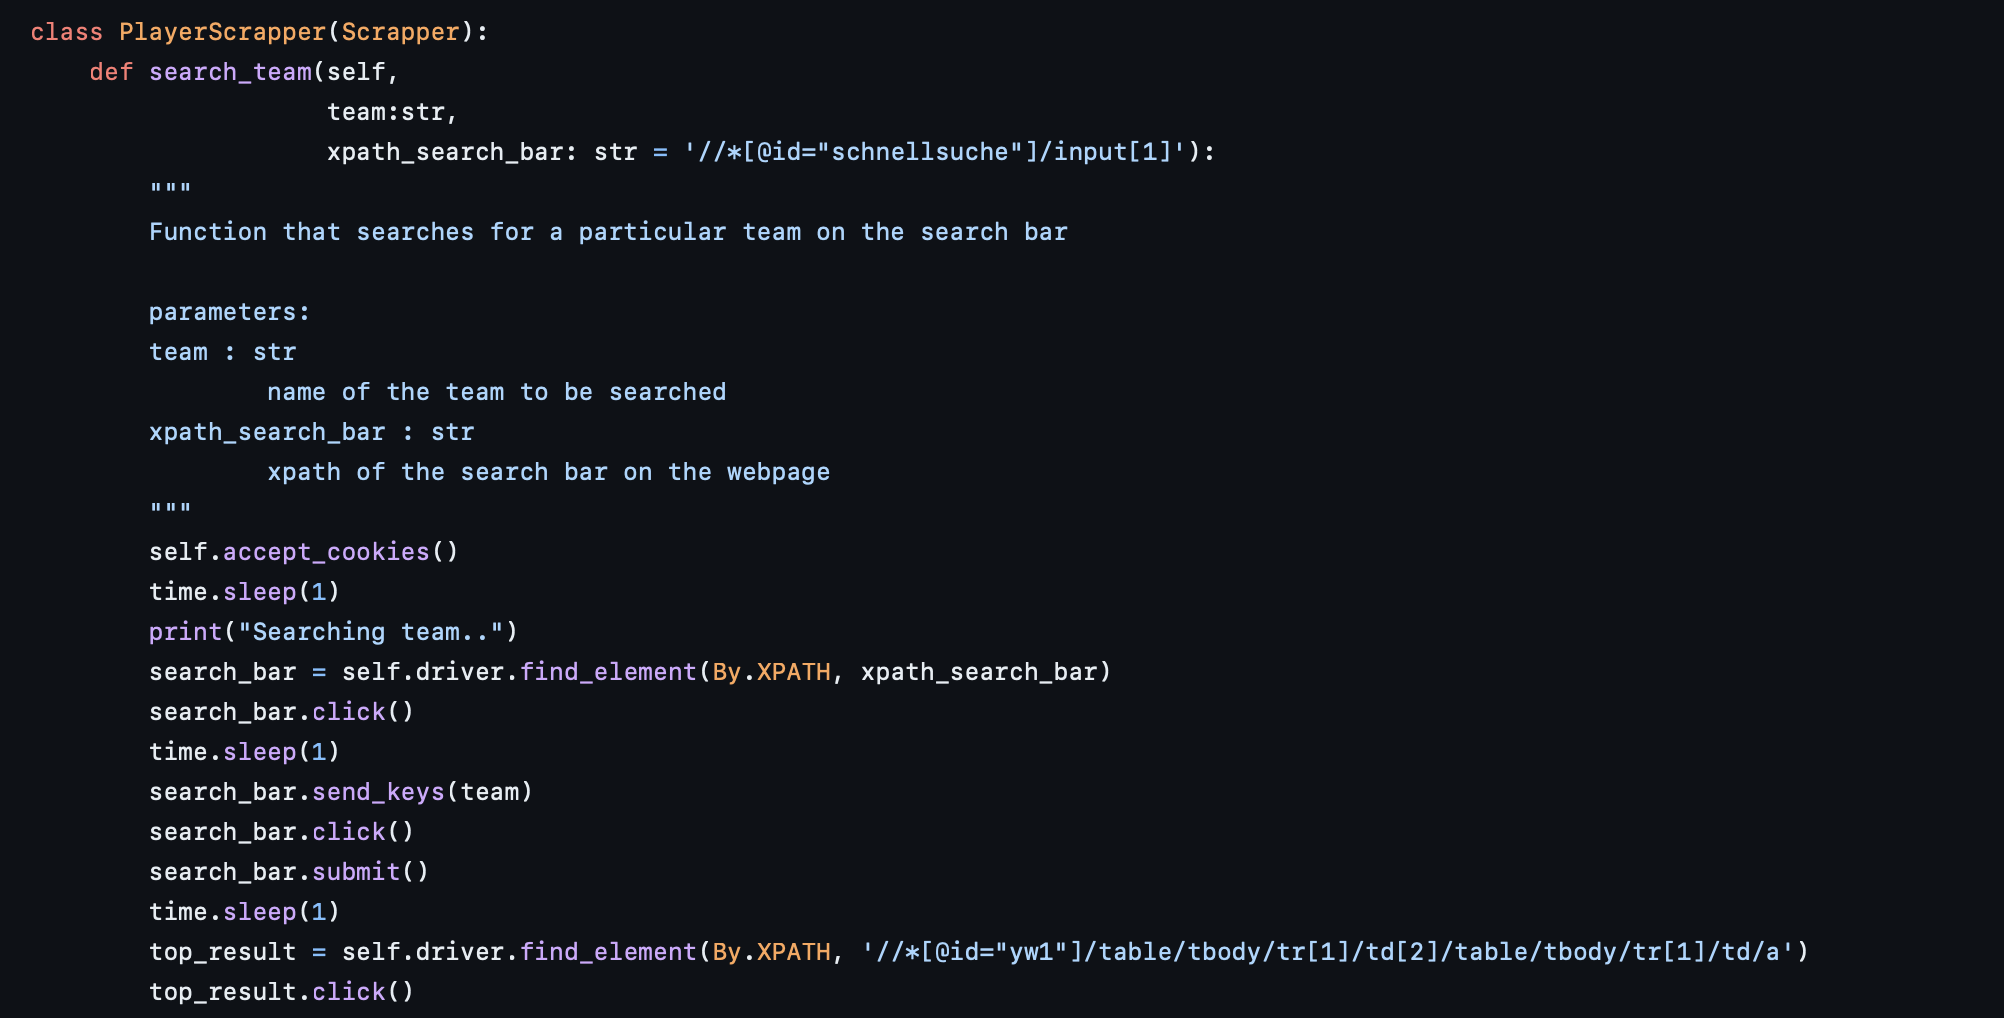 class PlayerScrapper(Scrapper):
    def search_team(self,
                    team:str,
                    xpath_search_bar: str = '//*[@id="schnellsuche"]/input[1]'):
        """
        Function that searches for a particular team on the search bar

        parameters:
        team : str
                name of the team to be searched
        xpath_search_bar : str
                xpath of the search bar on the webpage
        """
        self.accept_cookies()
        time.sleep(1)
        print("Searching team..")
        search_bar = self.driver.find_element(By.XPATH, xpath_search_bar)
        search_bar.click()
        time.sleep(1)
        search_bar.send_keys(team)
        search_bar.click()
        search_bar.submit()
        time.sleep(1)
        top_result = self.driver.find_element(By.XPATH, '//*[@id="yw1"]/table/tbody/tr[1]/td[2]/table/tbody/tr[1]/td/a')
        top_result.click()